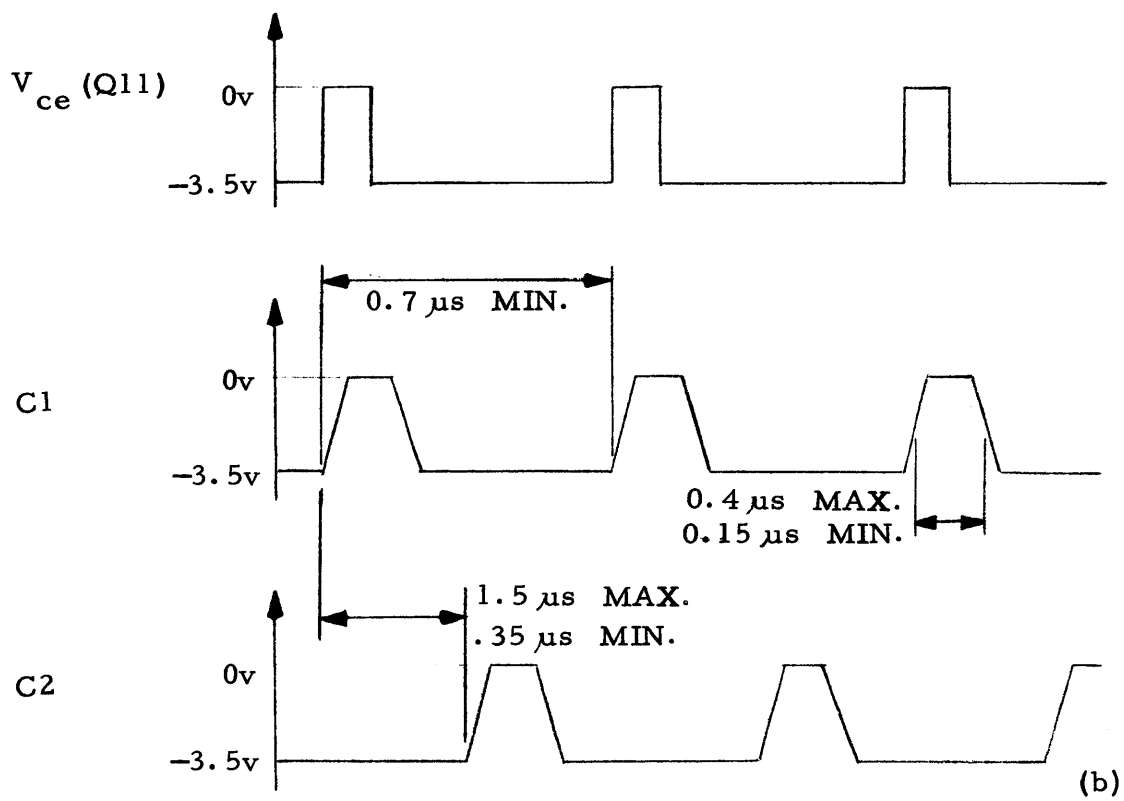 V_ce (Q11)
0v
−3.5v
0.7 µs MIN.
0v
C1
−3.5v
0.4 µs MAX.
0.15 µs MIN.
1.5 µs MAX.
.35 µs MIN.
0v
C2
−3.5v
(b)